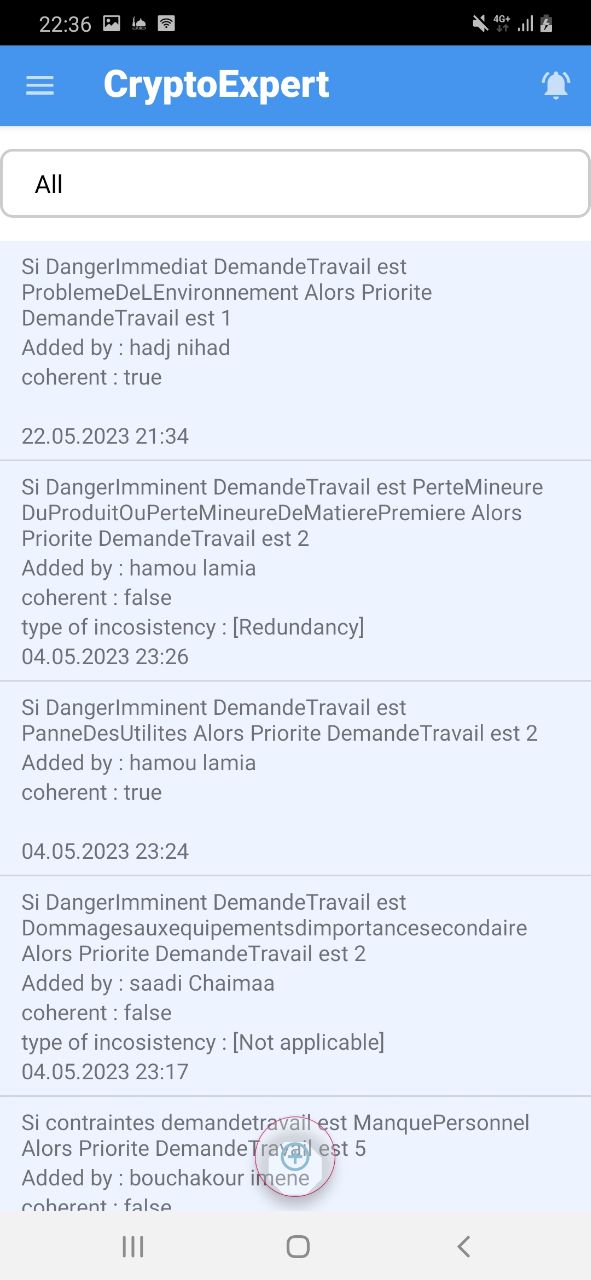 22:36
4G+
CryptoExpert
All
Si DangerImmediat DemandeTravail est
ProblemeDeLEnvironnement Alors Priorite
DemandeTravail est 1
Added by : hadj nihad
coherent : true
22.05.2023 21:34
Si DangerImminent DemandeTravail est PerteMineure
DuProduitOuPerteMineureDeMatierePremiere Alors
Priorite DemandeTravail est 2
Added by : hamou lamia
coherent : false
type of incosistency : [Redundancy]
04.05.2023 23:26
Si DangerImminent DemandeTravail est
PanneDesUtilites Alors Priorite DemandeTravail est 2
Added by : hamou lamia
coherent : true
04.05.2023 23:24
Si DangerImminent DemandeTravail est
Dommagesauxequipementsdimportancesecondaire
Alors Priorite DemandeTravail est 2
Added by : saadi Chaimaa
coherent : false
type of incosistency : [Not applicable]
04.05.2023 23:17
Si contraintes demandetravail est ManquePersonnel
Alors Priorite DemandeTravail est 5
Added by : bouchakour imene
coherent : false